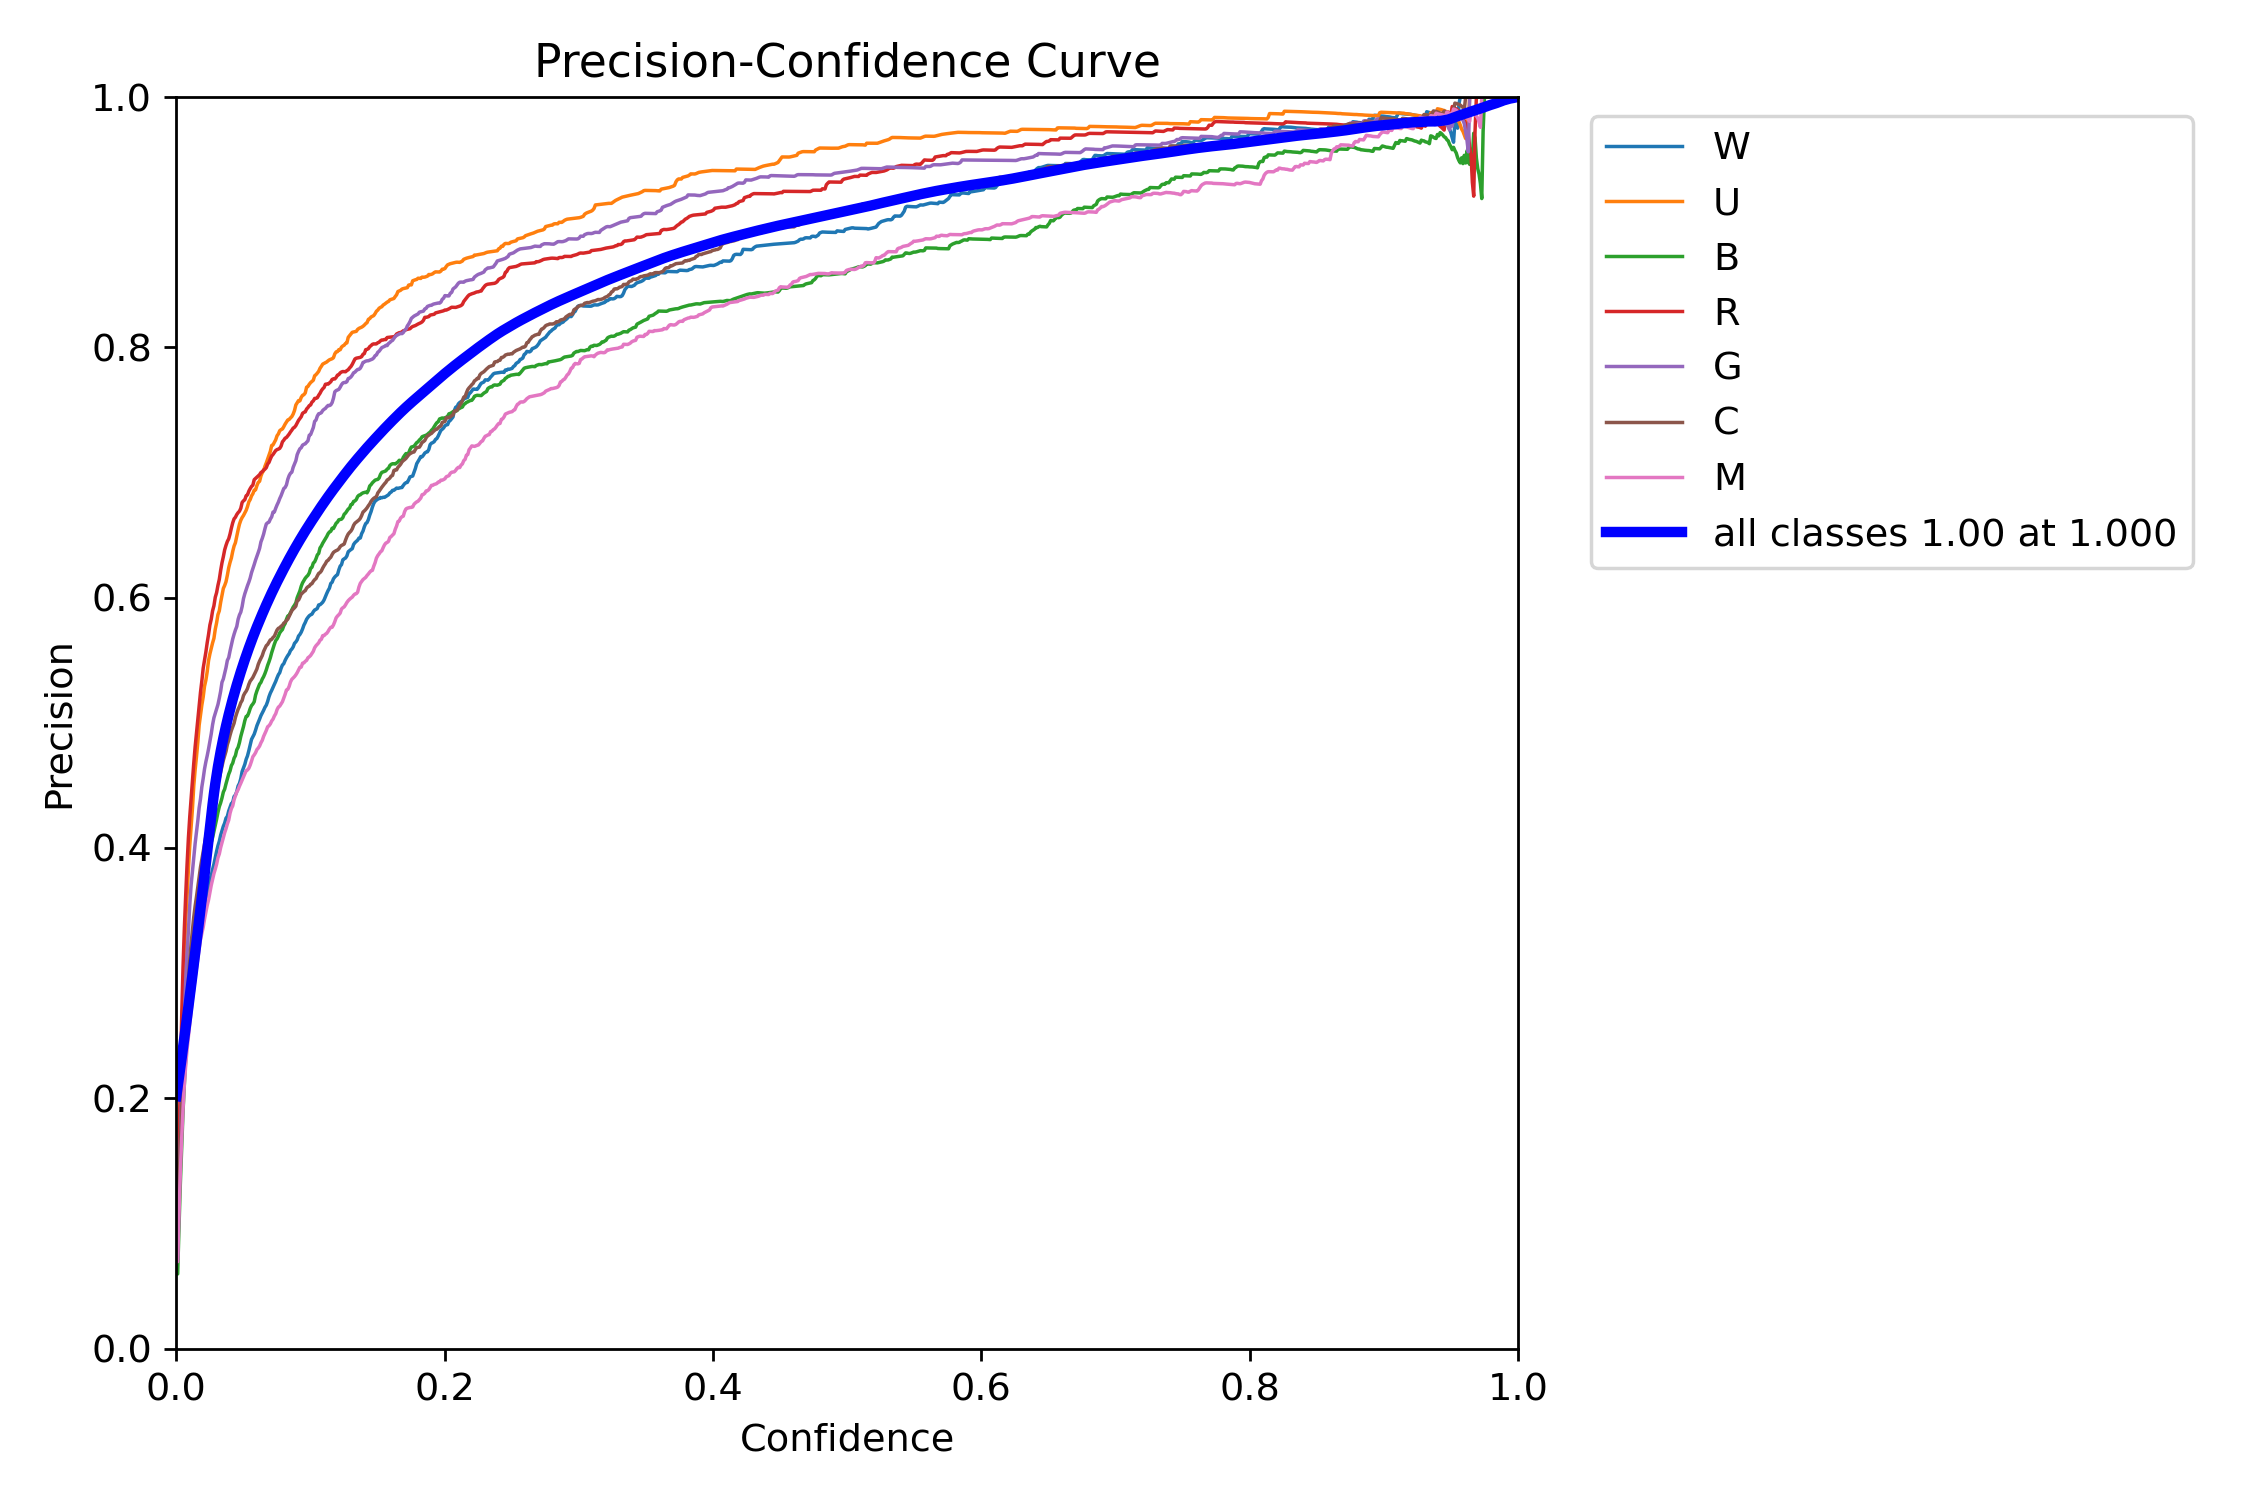 Precision-Confidence Curve
1.0
0.8
0.6
0.4
0.2
0.0
Precision
0.0 0.2 0.4 0.6 0.8 1.0
Confidence
W
U
B
R
G
C
M
all classes 1.00 at 1.000